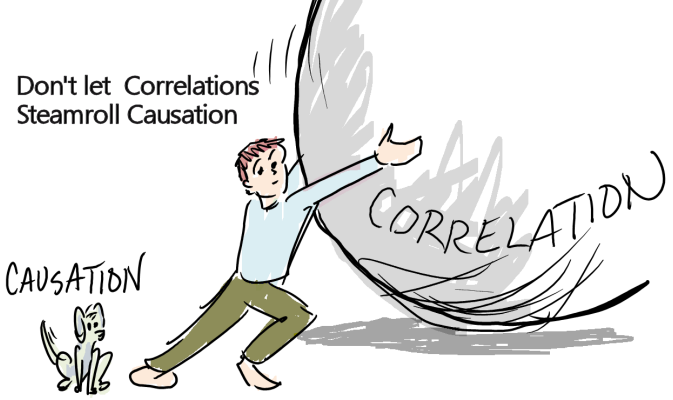 Don't let  Correlations
Steamroll Causation
CORRELATION
CAUSATION